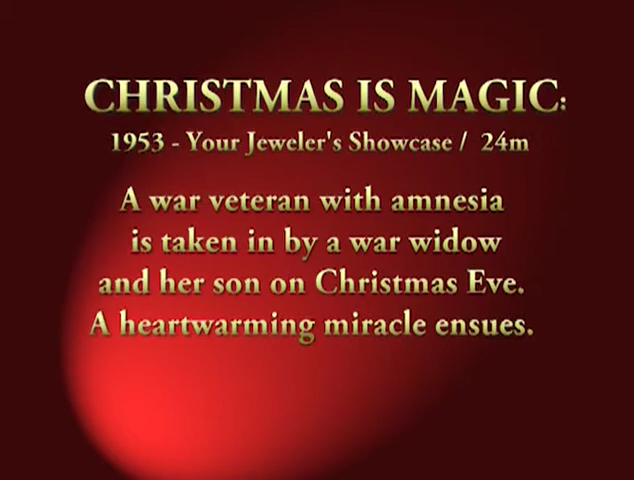 CHRISTMAS IS MAGIC:
1953 - Your Jeweler's Showcase / 24m
A war veteran with amnesia
is taken in by a war widow
and her son on Christmas Eve.
A heartwarming miracle ensues.